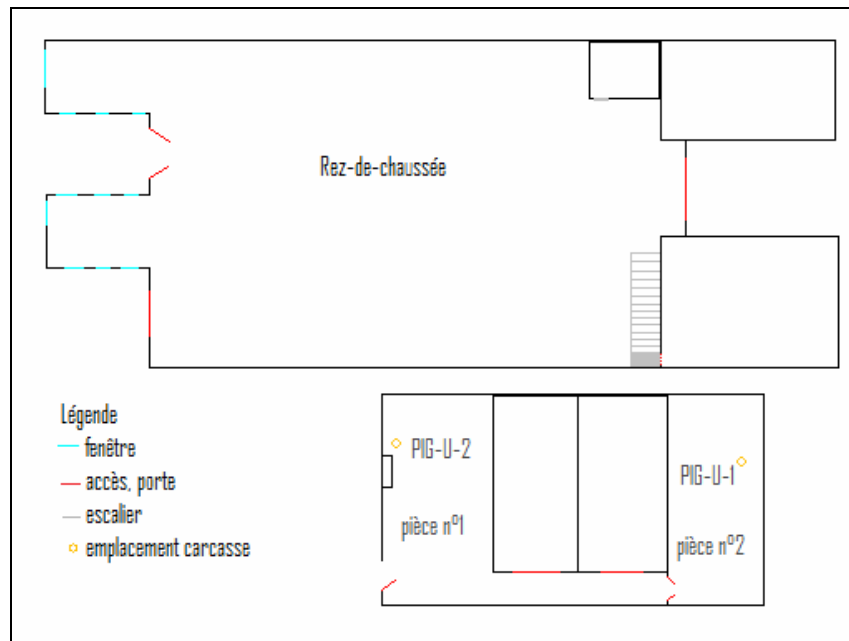 Rez-de-chaussée
Légende
fenêtre
accès, porte
escalier
emplacement carcasse
PIG-U-2
pièce n°1
PIG-U-1
pièce n°2